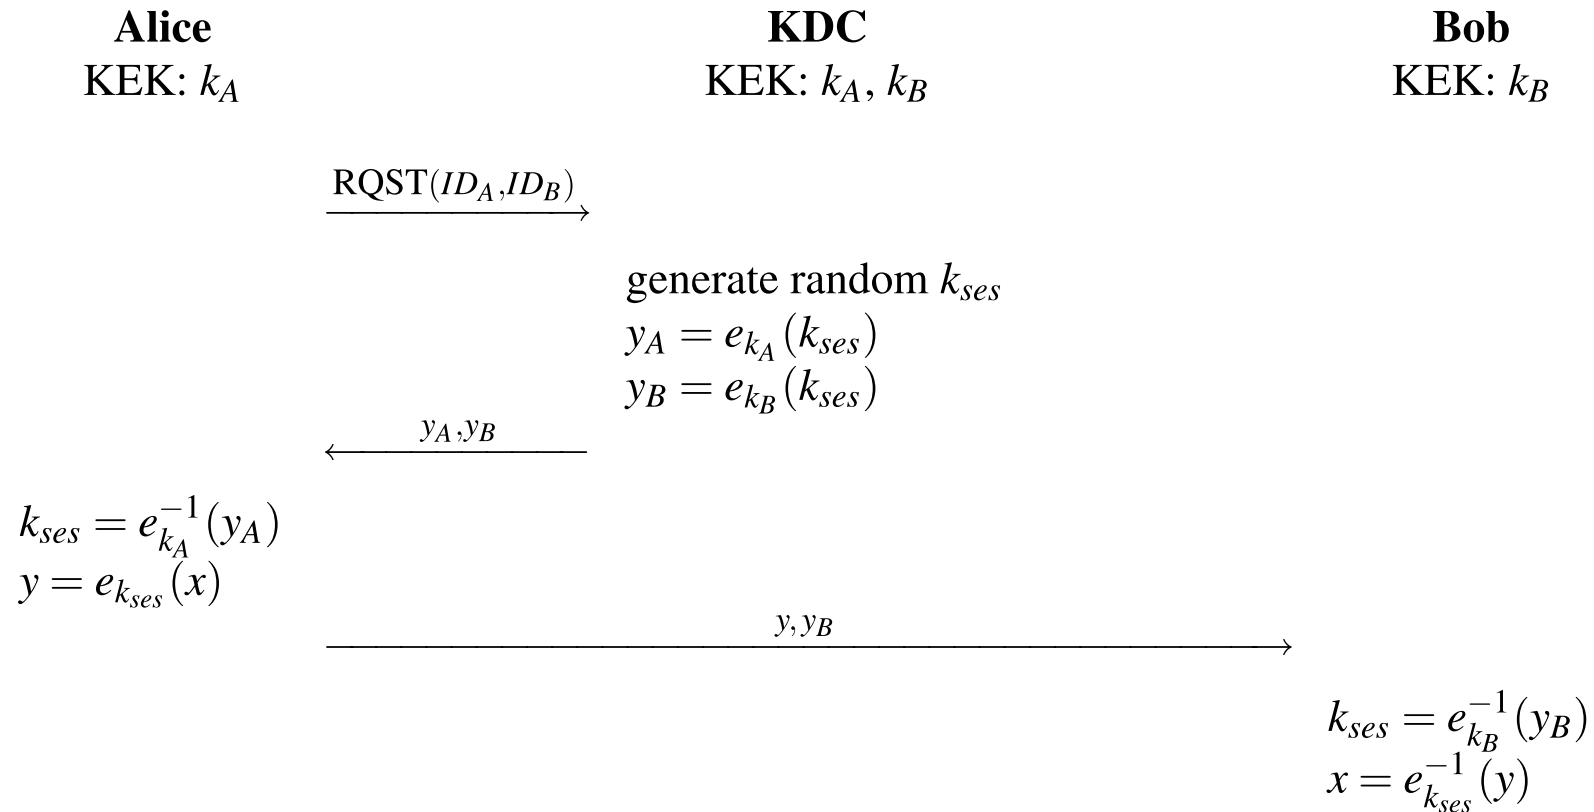 Alice KDC Bob
KEK: k_A KEK: k_A, k_B KEK: k_B
RQST(ID_A,ID_B)
generate random k_ses
y_A = e_{k_A}(k_ses)
y_B = e_{k_B}(k_ses)
y_A,y_B
k_ses = e_{k_A}^{-1}(y_A)
y = e_{k_ses}(x)
y,y_B
k_ses = e_{k_B}^{-1}(y_B)
x = e_{k_ses}^{-1}(y)